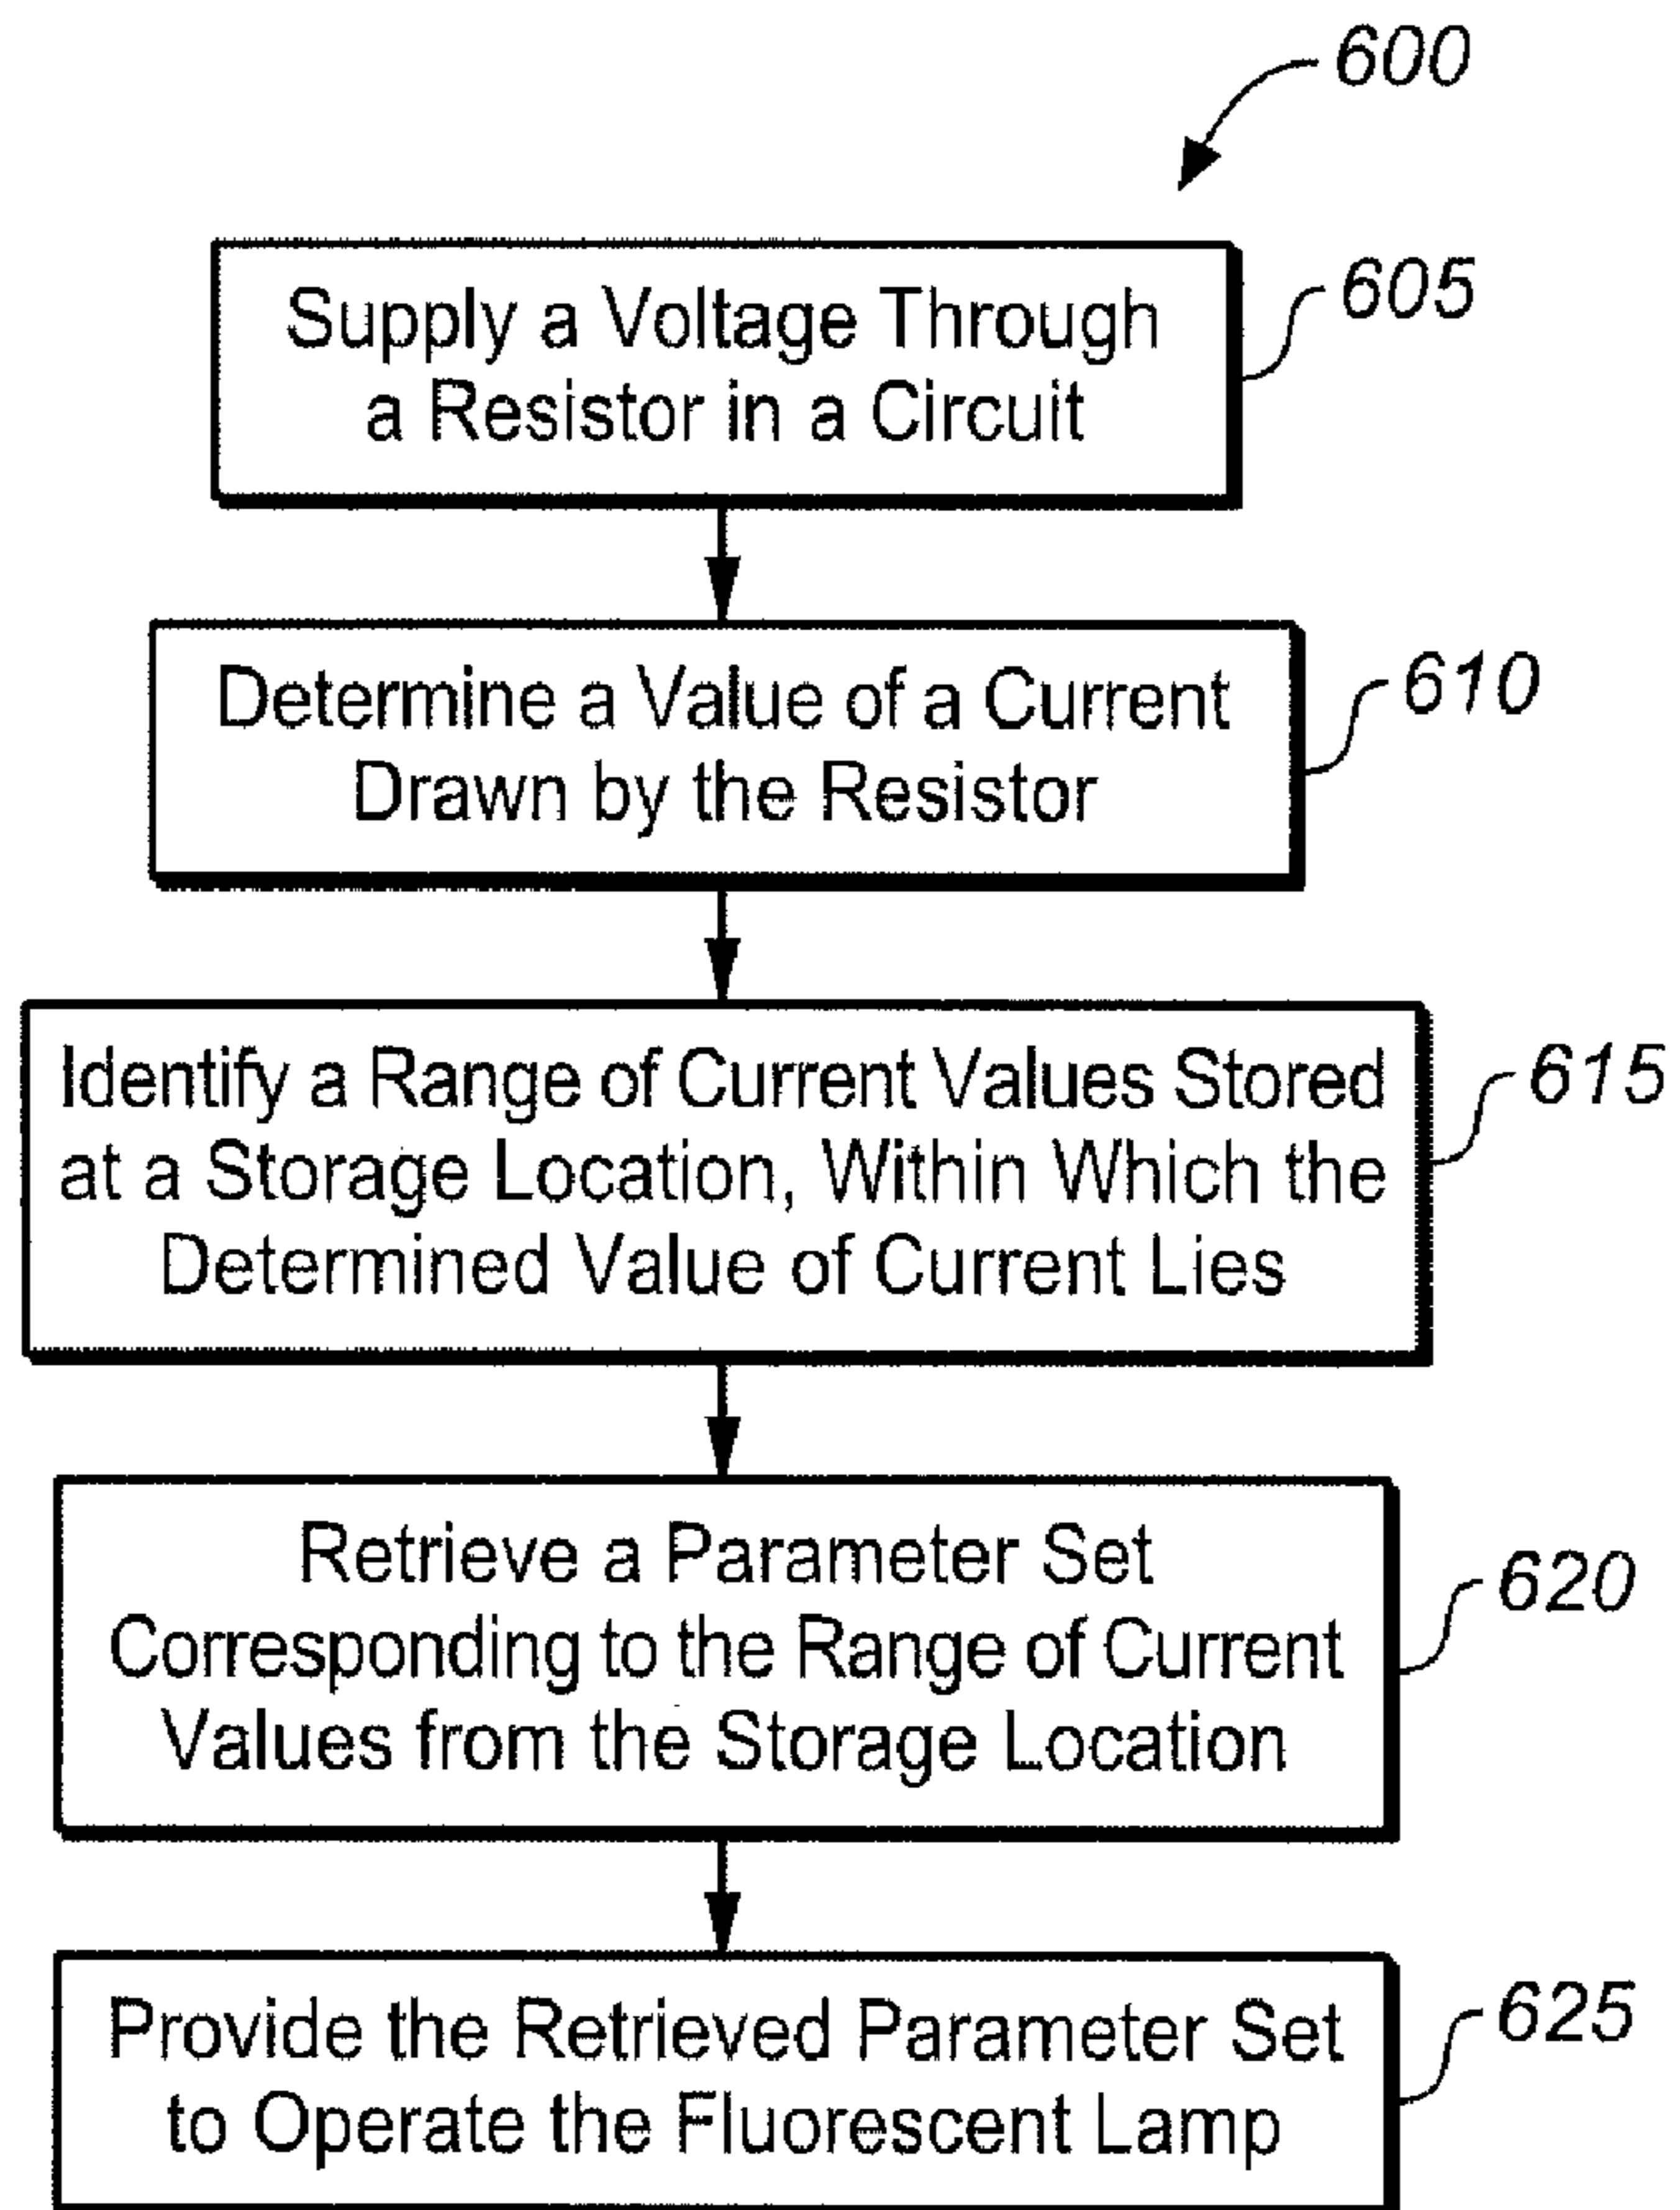 600
Supply a Voltage Through
a Resistor in a Circuit
605
Determine a Value of a Current
Drawn by the Resistor
610
Identify a Range of Current Values Stored
at a Storage Location, Within Which the
Determined Value of Current Lies
615
Retrieve a Parameter Set
Corresponding to the Range of Current
Values from the Storage Location
620
Provide the Retrieved Parameter Set
to Operate the Fluorescent Lamp
625